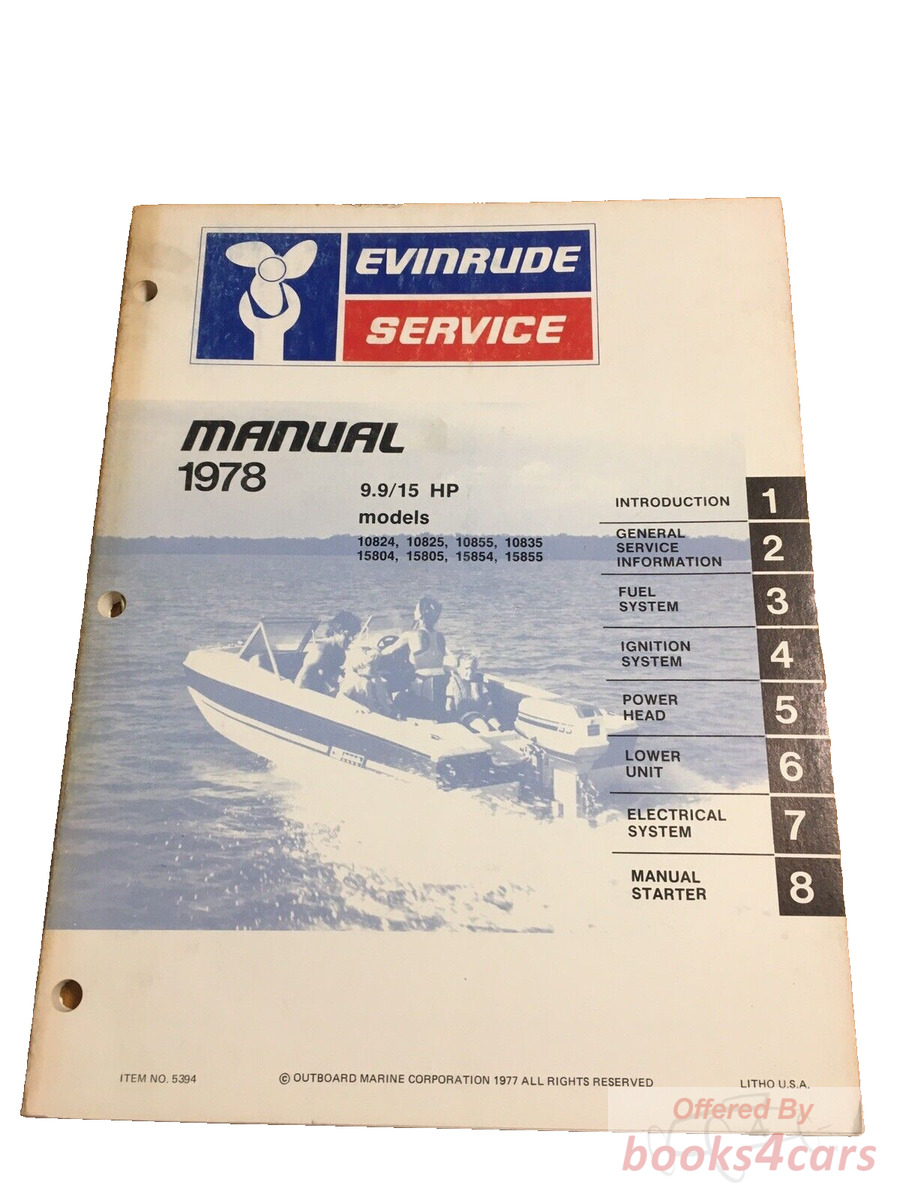 EVINRUDE
SERVICE
MANUAL
1978
9.9/15 HP
models
10824, 10825, 10855, 10835
15804, 15805, 15854, 15855
INTRODUCTION 1
GENERAL
SERVICE
INFORMATION 2
FUEL
SYSTEM 3
IGNITION
SYSTEM 4
POWER
HEAD 5
LOWER
UNIT 6
ELECTRICAL
SYSTEM 7
MANUAL
STARTER 8
ITEM NO. 5394
© OUTBOARD MARINE CORPORATION 1977 ALL RIGHTS RESERVED
LITHO U.S.A.
Offered By
books4cars